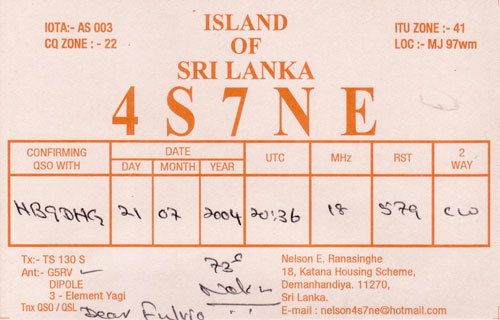 IOTA:- AS 003
CQ ZONE : - 22
ISLAND
OF
SRI LANKA
ITU ZONE : - 41
LOC :- MJ 97wm
4S7NE
CONFIRMING QSO WITH DATE UTC MHz RST 2 WAY
DAY MONTH YEAR
HB9DHG 21 07 2004 20:36 18 579 CW
Tx:- TS 130 S
Ant:- G5RV
DIPOLE
3 - Element Yagi
Tnx QSO / QSL
Dear Fulvio
73s
Nelson E. Ranasinghe
18, Katana Housing Scheme,
Demanhandiya. 11270,
Sri Lanka.
E-mail : nelson4s7ne@hotmail.com